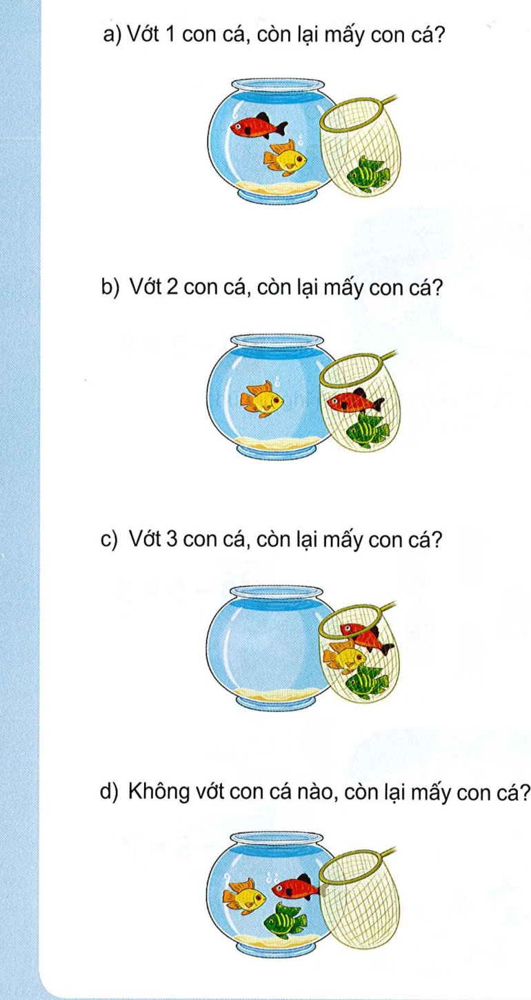 a) Vớt 1 con cá, còn lại mấy con cá?
b) Vớt 2 con cá, còn lại mấy con cá?
c) Vớt 3 con cá, còn lại mấy con cá?
d) Không vớt con cá nào, còn lại mấy con cá?